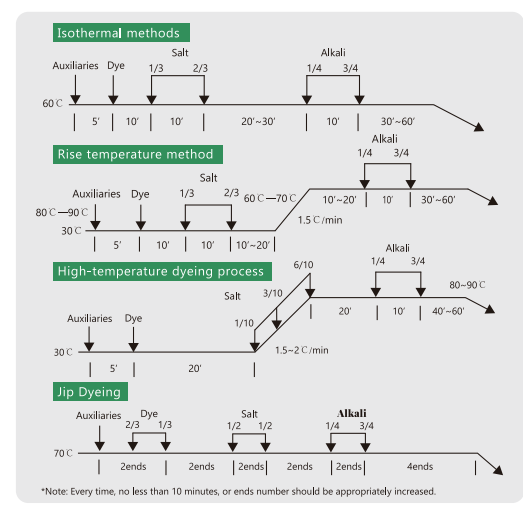 Isothermal methods
Salt Alkali
Auxiliaries Dye 1/3 2/3 1/4 3/4
60℃
5' 10' 10' 20'~30' 10' 30'~60'
Rise temperature method
Alkali
1/4 3/4
Salt
Auxiliaries Dye 1/3 2/3 60℃—70℃ 10'~20' 10' 30'~60'
80℃—90℃
30℃ 1.5℃/min
5' 10' 10' 10'~20'
High-temperature dyeing process
Alkali
6/10 1/4 3/4
Salt 3/10 80~90℃
Auxiliaries Dye 1/10 20' 10' 40'~60'
30℃ 1.5~2℃/min
5' 20'
Jip Dyeing
Auxiliaries Dye Salt Alkali
2/3 1/3 1/2 1/2 1/4 3/4
70℃
2ends 2ends 2ends 2ends 2ends 4ends
*Note: Every time, no less than 10 minutes, or ends number should be appropriately increased.